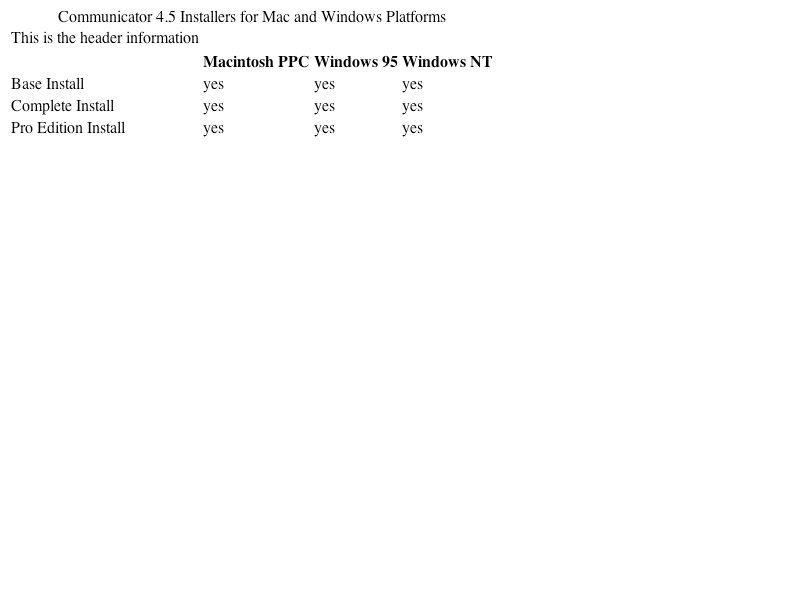 Communicator 4.5 Installers for Mac and Windows Platforms
This is the header information
Macintosh PPC Windows 95 Windows NT
Base Install yes yes yes
Complete Install yes yes yes
Pro Edition Install yes yes yes